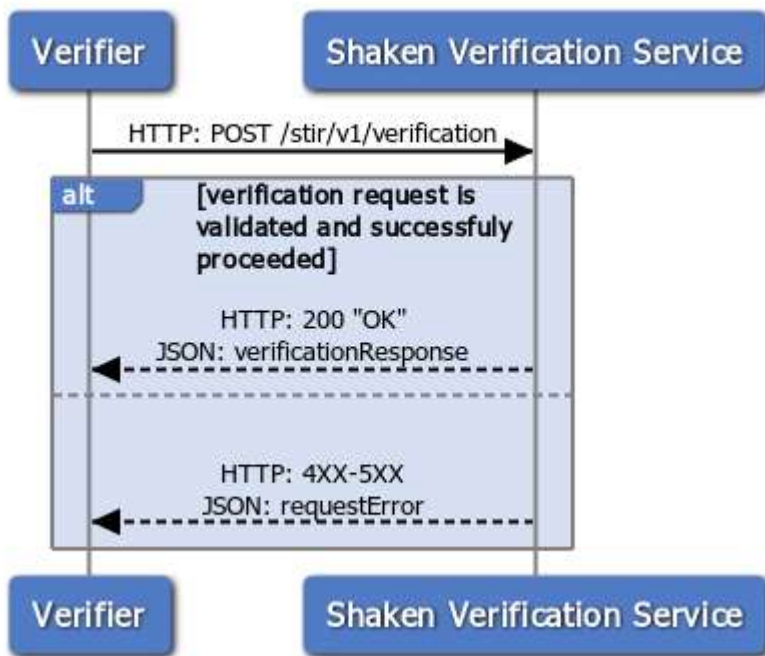 Verifier
Shaken Verification Service
HTTP: POST /stir/v1/verification
alt
[verification request is
validated and successfuly
proceeded]
HTTP: 200 "OK"
JSON: verificationResponse
HTTP: 4XX-5XX
JSON: requestError
Verifier
Shaken Verification Service